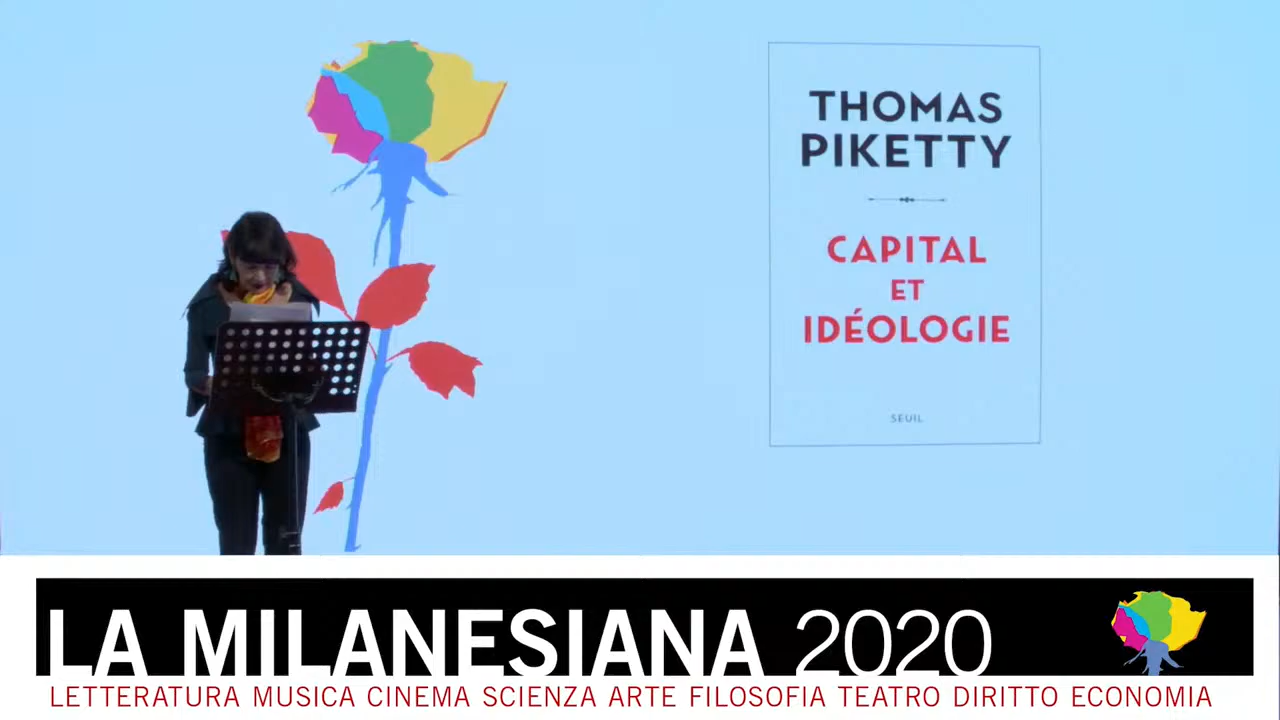 THOMAS
PIKETTY
CAPITAL
ET
IDÉOLOGIE
SEUIL
LA MILANESIANA 2020
LETTERATURA MUSICA CINEMA SCIENZA ARTE FILOSOFIA TEATRO DIRITTO ECONOMIA